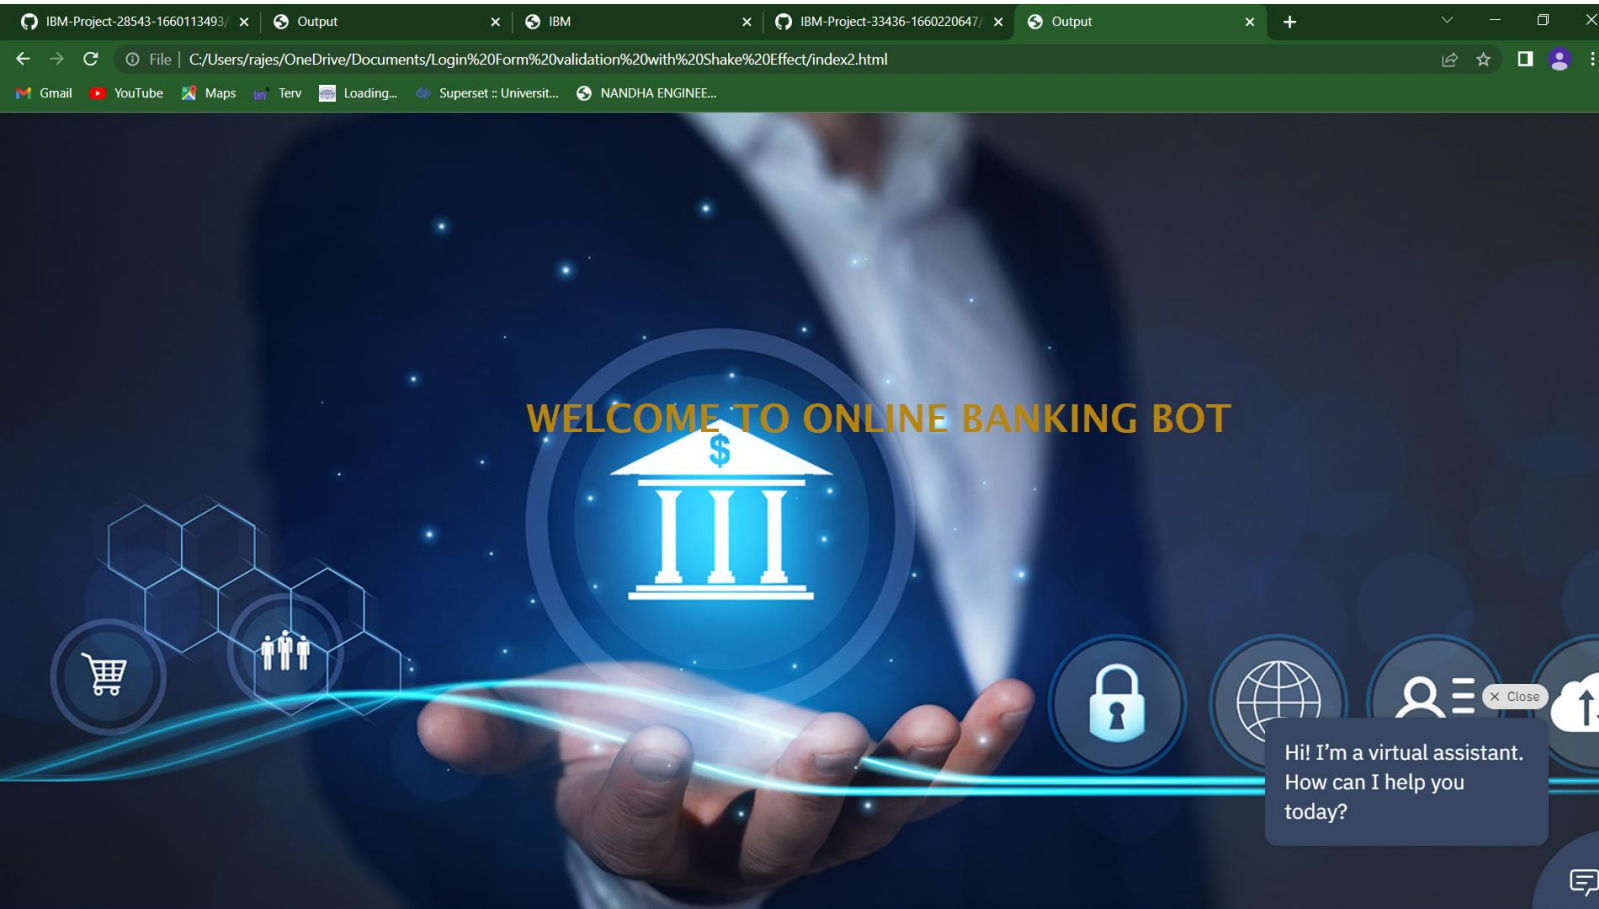 IBM-Project-28543-1660113493/
Output
IBM
IBM-Project-33436-1660220647/
Output
File
C:/Users/rajes/OneDrive/Documents/Login%20Form%20validation%20with%20Shake%20Effect/index2.html
Gmail
YouTube
Maps
Terv
Loading...
Superset :: Universit...
NANDHA ENGINEE...
WELCOME TO ONLINE BANKING BOT
$
Close
Hi! I'm a virtual assistant.
How can I help you
today?